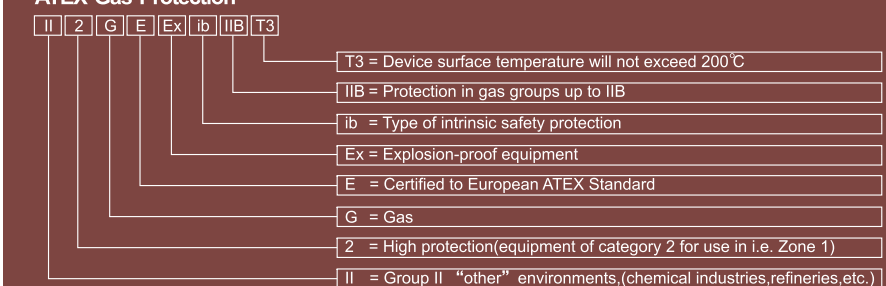 ATEX Gas Protection
II 2 G E Ex ib IIB T3
T3 = Device surface temperature will not exceed 200℃
IIB = Protection in gas groups up to IIB
ib = Type of intrinsic safety protection
Ex = Explosion-proof equipment
E = Certified to European ATEX Standard
G = Gas
2 = High protection(equipment of category 2 for use in i.e. Zone 1)
II = Group II “other” environments,(chemical industries,refineries,etc.)